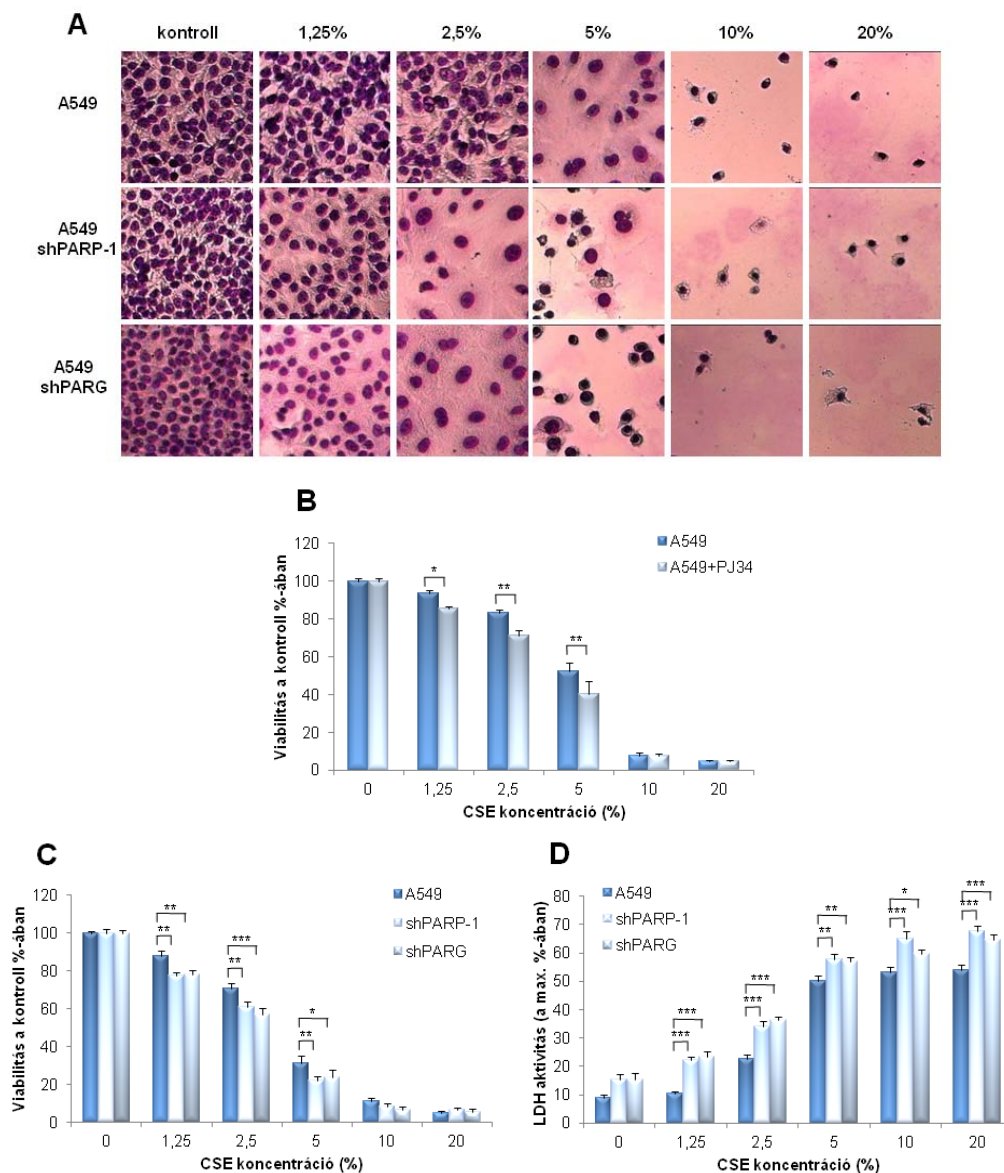 A
kontroll 1,25% 2,5% 5% 10% 20%
A549
A549
shPARP-1
A549
shPARG
B
Viabilitás a kontroll %-ában
120
100
80
60
40
20
0
* ** **
A549
A549+PJ34
0 1,25 2,5 5 10 20
CSE koncentráció (%)
C
Viabilitás a kontroll %-ában
120
100
80
60
40
20
0
** *** *
** ** **
A549
shPARP-1
shPARG
0 1,25 2,5 5 10 20
CSE koncentráció (%)
D
LDH aktivitás (a max. %-ában)
80
70
60
50
40
30
20
10
0
*** *** ** * ***
*** *** ** *** ***
A549
shPARP-1
shPARG
0 1,25 2,5 5 10 20
CSE koncentráció (%)